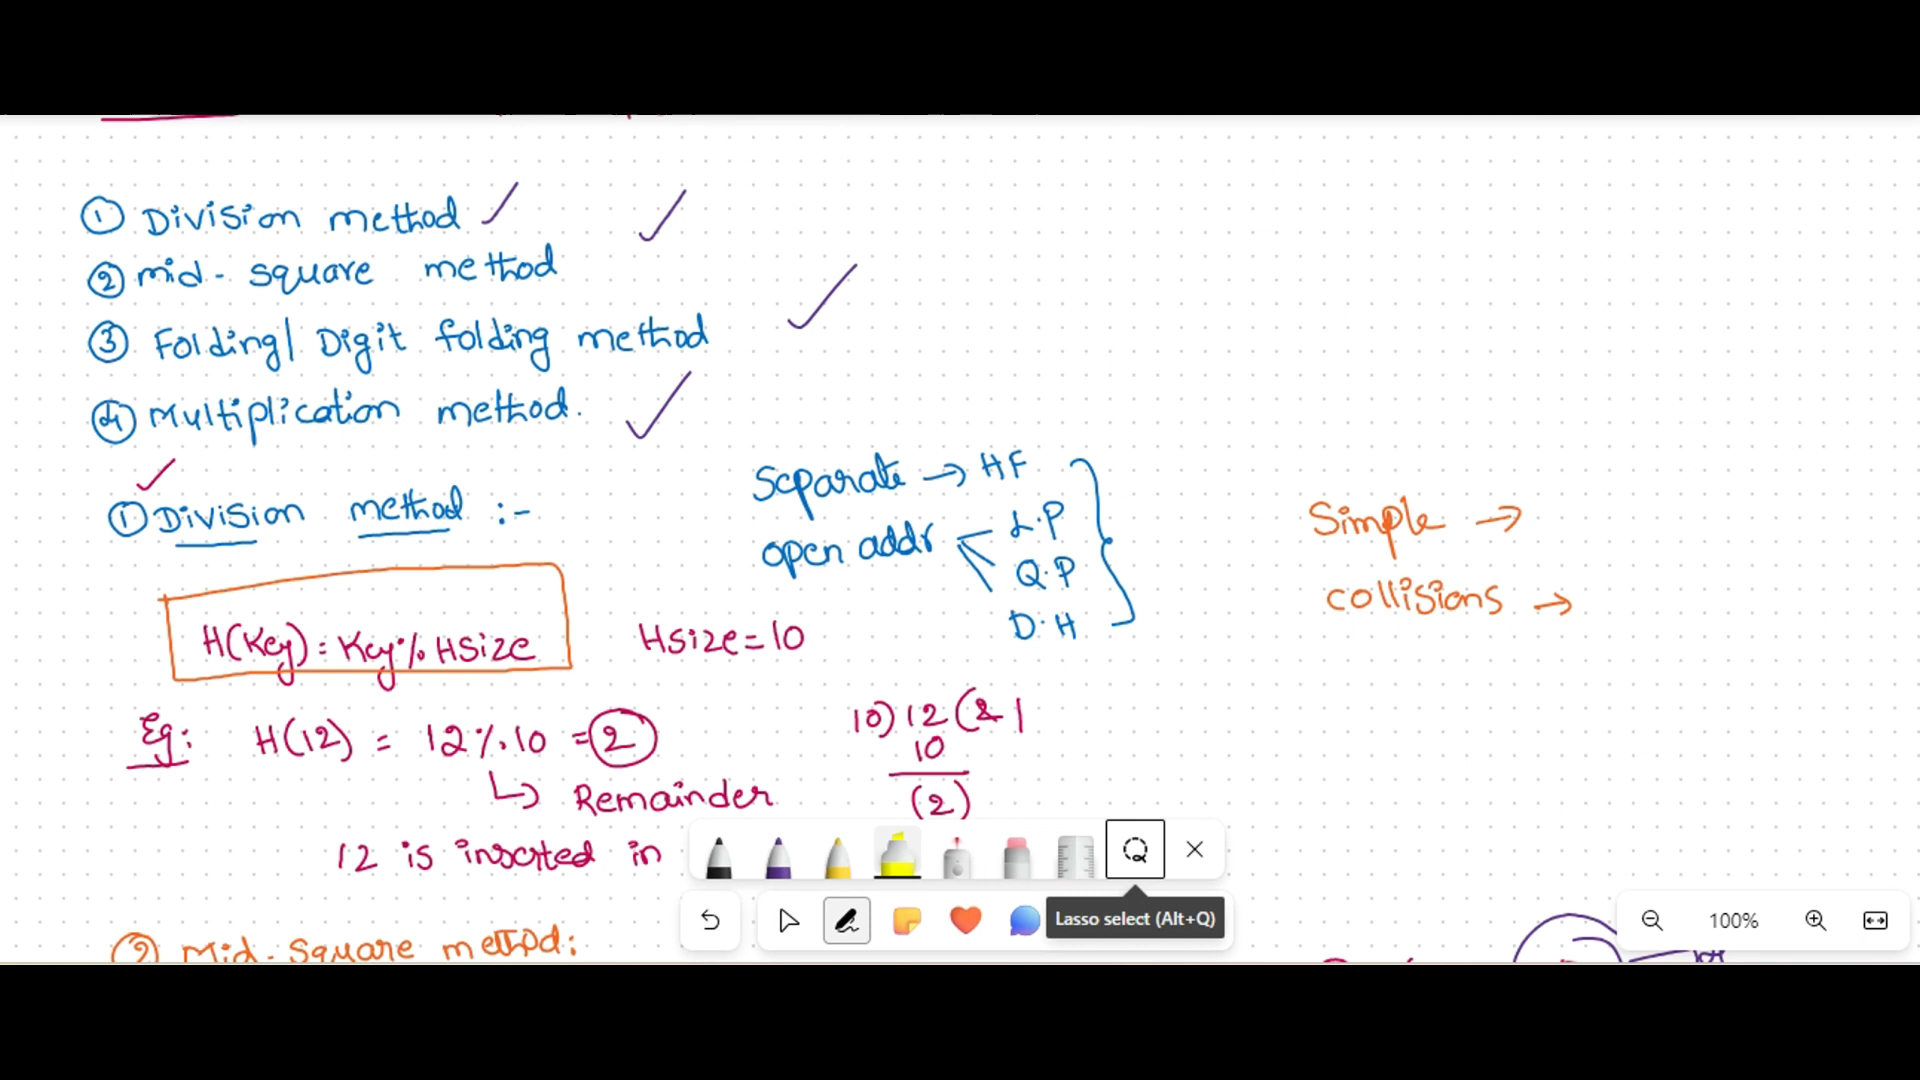 ① Division method
② mid-square method
③ Folding/ Digit folding method
④ Multiplication method.
① Division method :-
Separate → HF
open addr L.P
Q.P
D.H
Simple →
collisions →
H(Key) = Key % HSize
Hsize = 10
Eg: H(12) = 12 % 10 = 2
↳ Remainder
10) 12 ( 1
10
(2)
12 is inserted in
② Mid-Square method:
Lasso select (Alt+Q)
100%